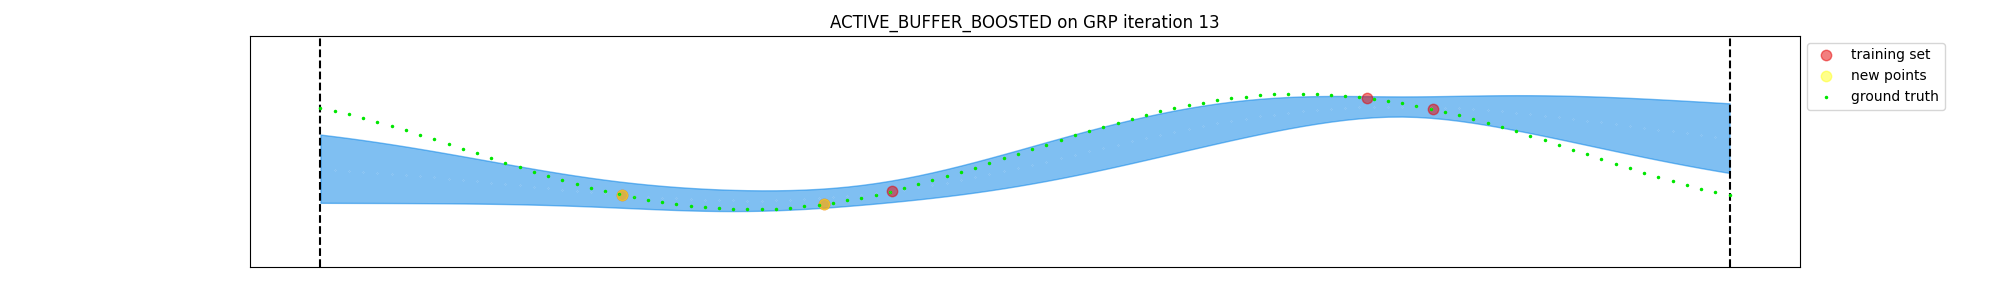 ACTIVE_BUFFER_BOOSTED on GRP iteration 13
training set
new points
ground truth